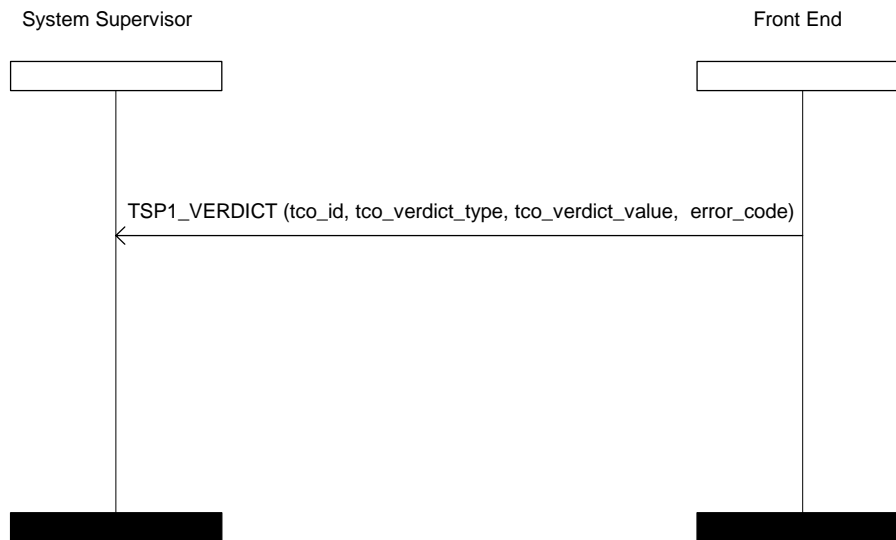 System Supervisor
Front End
TSP1_VERDICT (tco_id, tco_verdict_type, tco_verdict_value,  error_code)